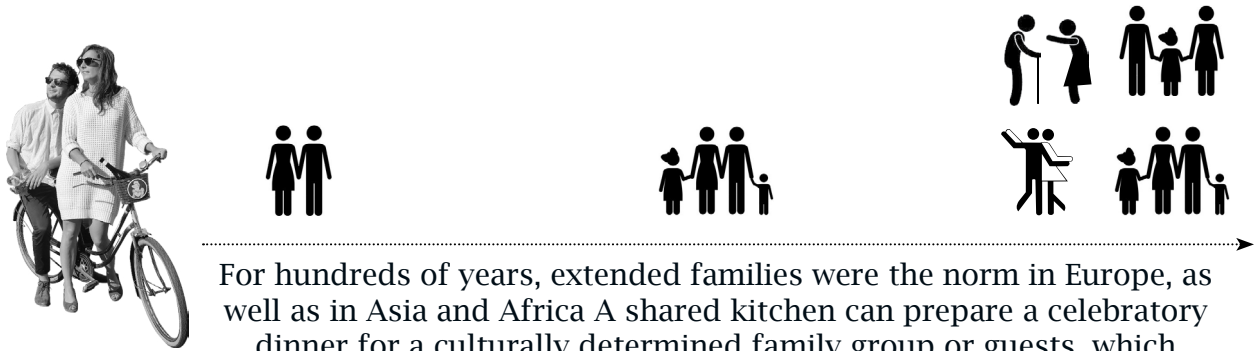 For hundreds of years, extended families were the norm in Europe, as
well as in Asia and Africa A shared kitchen can prepare a celebratory
dinner for a culturally determined family group or guests, which